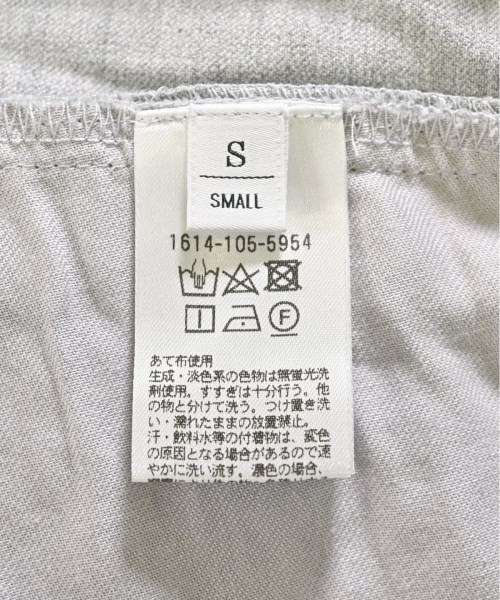 S
SMALL
1614-105-5954
F
あて布使用
生成・淡色系の色物は無蛍光洗
剤使用。すすぎは十分行う。他
の物と分けて洗う。つけ置き洗
い・濡れたままの放置禁止。
汗・飲料水等の付着物は、変色
の原因となる場合があるので速
やかに洗い流す。濃色の場合、